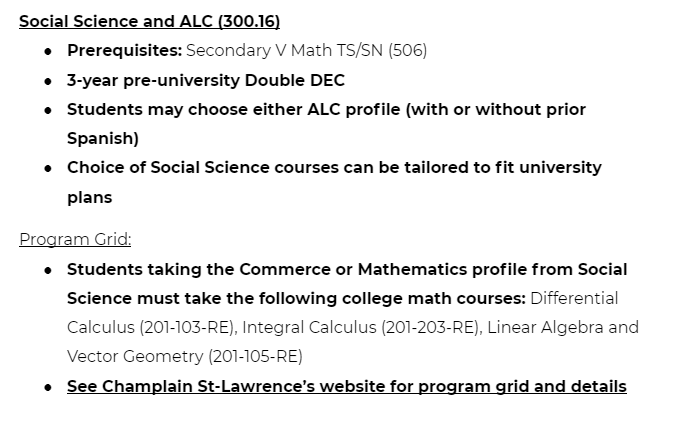 Social Science and ALC (300.16)
● Prerequisites: Secondary V Math TS/SN (506)
● 3-year pre-university Double DEC
● Students may choose either ALC profile (with or without prior
Spanish)
● Choice of Social Science courses can be tailored to fit university
plans
Program Grid:
● Students taking the Commerce or Mathematics profile from Social
Science must take the following college math courses: Differential
Calculus (201-103-RE), Integral Calculus (201-203-RE), Linear Algebra and
Vector Geometry (201-105-RE)
● See Champlain St-Lawrence’s website for program grid and details